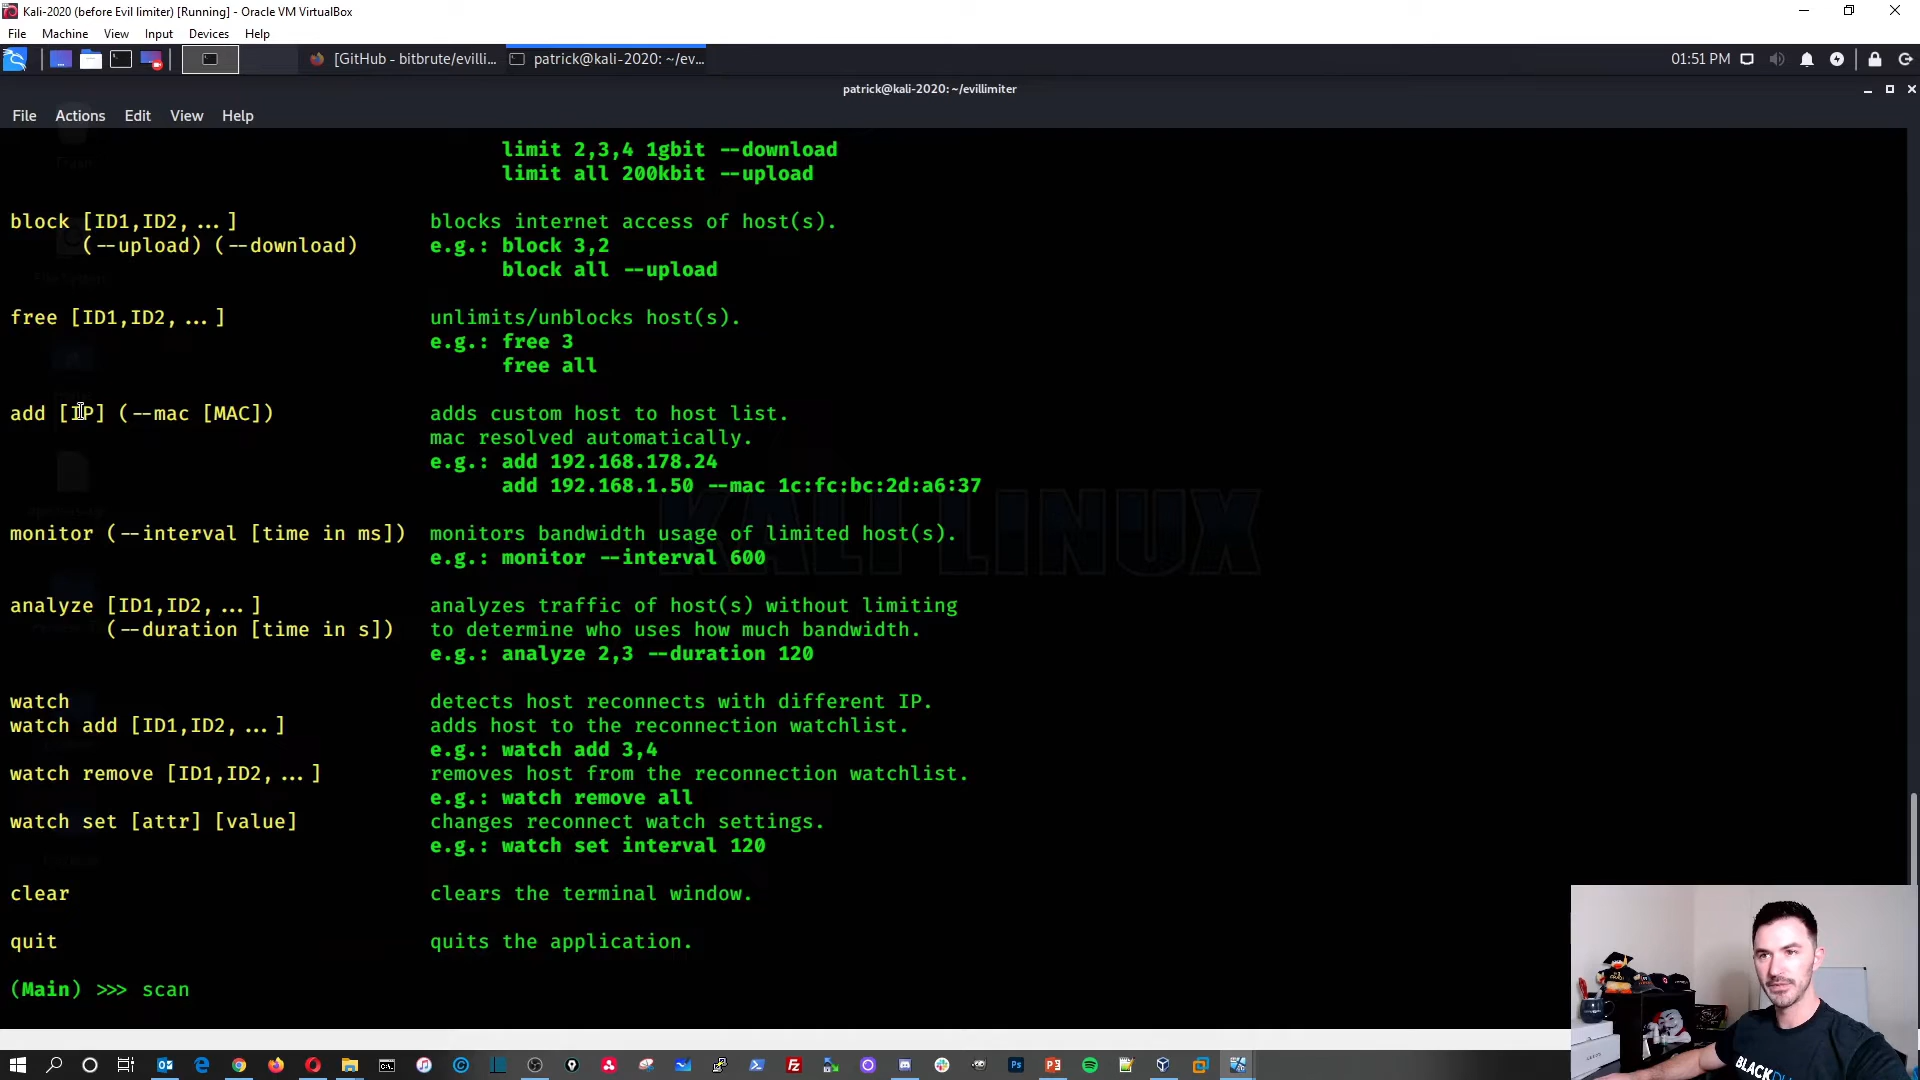 Kali-2020 (before Evil limiter) [Running] - Oracle VM VirtualBox
File Machine View Input Devices Help
[GitHub - bitbrute/evilli... patrick@kali-2020: ~/ev... 01:51 PM
patrick@kali-2020: ~/evillimiter
File Actions Edit View Help
limit 2,3,4 1gbit --download
limit all 200kbit --upload
block [ID1,ID2,...] blocks internet access of host(s).
(--upload) (--download) e.g.: block 3,2
block all --upload
free [ID1,ID2,...] unlimits/unblocks host(s).
e.g.: free 3
free all
add [IP] (--mac [MAC]) adds custom host to host list.
mac resolved automatically.
e.g.: add 192.168.178.24
add 192.168.1.50 --mac 1c:fc:bc:2d:a6:37
monitor (--interval [time in ms]) monitors bandwidth usage of limited host(s).
e.g.: monitor --interval 600
KALI LINUX
analyze [ID1,ID2,...] analyzes traffic of host(s) without limiting
(--duration [time in s]) to determine who uses how much bandwidth.
e.g.: analyze 2,3 --duration 120
watch detects host reconnects with different IP.
watch add [ID1,ID2,...] adds host to the reconnection watchlist.
e.g.: watch add 3,4
watch remove [ID1,ID2,...] removes host from the reconnection watchlist.
e.g.: watch remove all
watch set [attr] [value] changes reconnect watch settings.
e.g.: watch set interval 120
clear clears the terminal window.
quit quits the application.
(Main) >>> scan